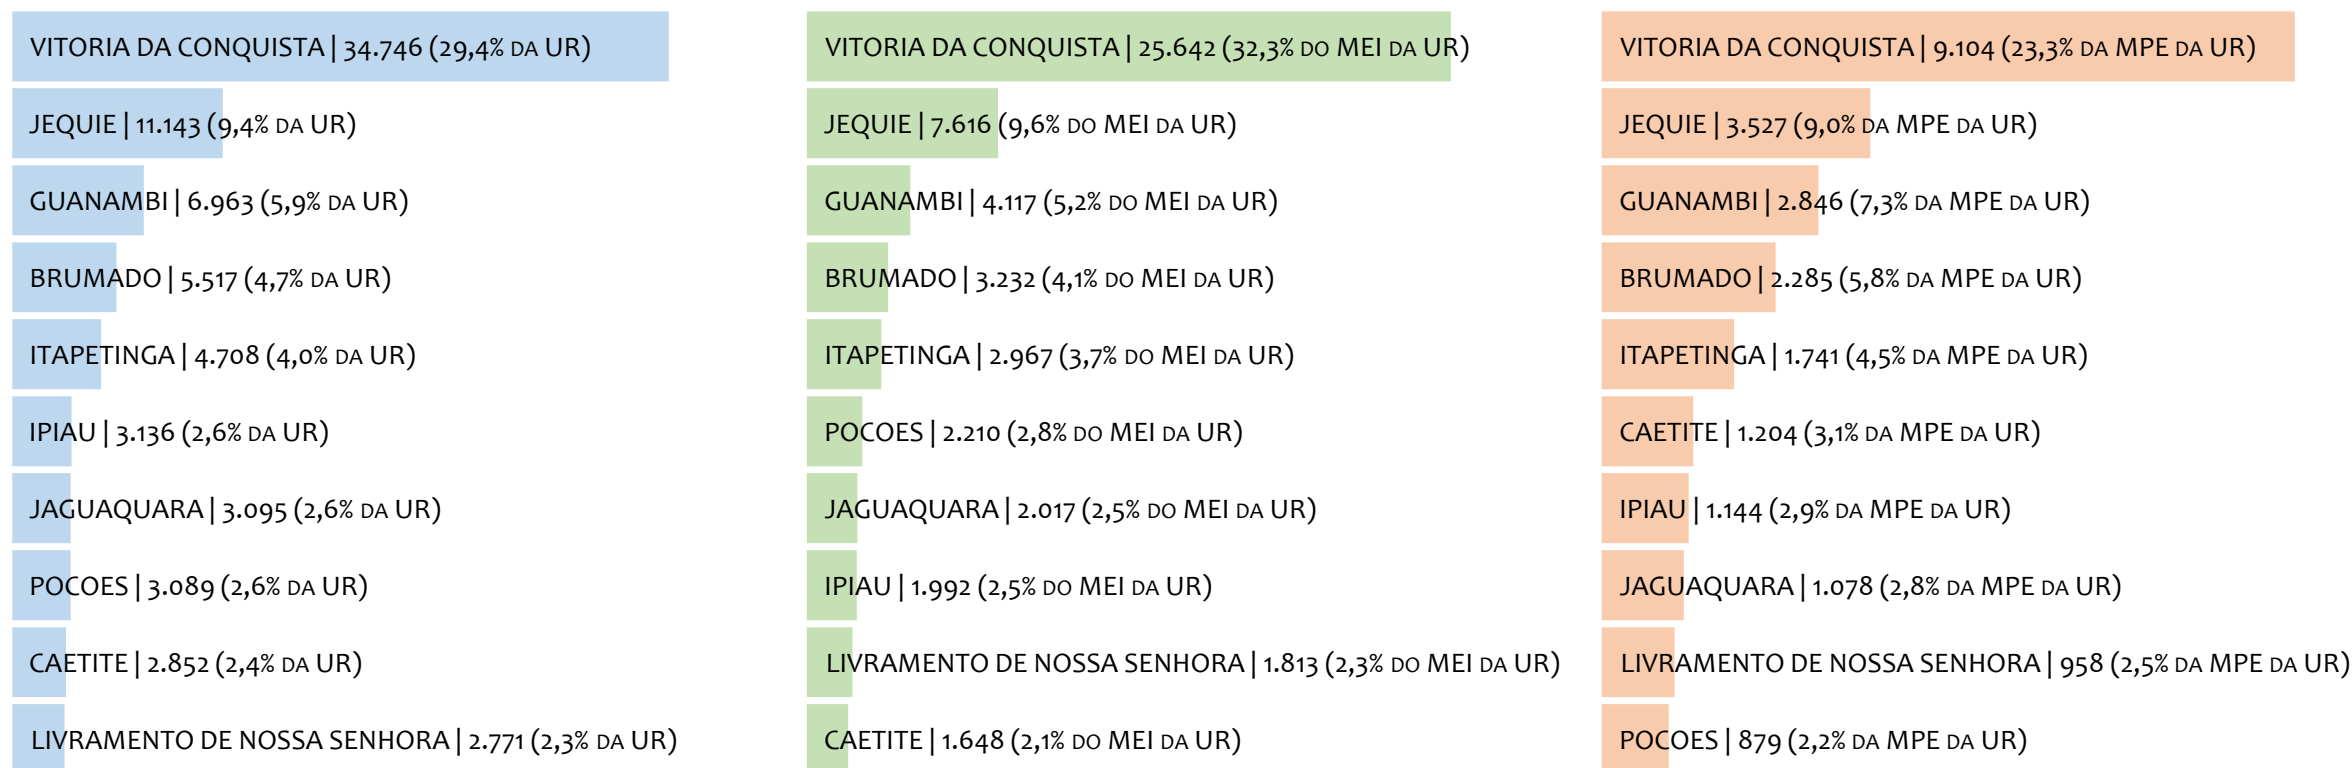 VITORIA DA CONQUISTA | 34.746 (29,4% DA UR)
JEQUIE | 11.143 (9,4% DA UR)
GUANAMBI | 6.963 (5,9% DA UR)
BRUMADO | 5.517 (4,7% DA UR)
ITAPETINGA | 4.708 (4,0% DA UR)
IPIAU | 3.136 (2,6% DA UR)
JAGUAQUARA | 3.095 (2,6% DA UR)
POCOES | 3.089 (2,6% DA UR)
CAETITE | 2.852 (2,4% DA UR)
LIVRAMENTO DE NOSSA SENHORA | 2.771 (2,3% DA UR)
VITORIA DA CONQUISTA | 25.642 (32,3% DO MEI DA UR)
JEQUIE | 7.616 (9,6% DO MEI DA UR)
GUANAMBI | 4.117 (5,2% DO MEI DA UR)
BRUMADO | 3.232 (4,1% DO MEI DA UR)
ITAPETINGA | 2.967 (3,7% DO MEI DA UR)
POCOES | 2.210 (2,8% DO MEI DA UR)
JAGUAQUARA | 2.017 (2,5% DO MEI DA UR)
IPIAU | 1.992 (2,5% DO MEI DA UR)
LIVRAMENTO DE NOSSA SENHORA | 1.813 (2,3% DO MEI DA UR)
CAETITE | 1.648 (2,1% DO MEI DA UR)
VITORIA DA CONQUISTA | 9.104 (23,3% DA MPE DA UR)
JEQUIE | 3.527 (9,0% DA MPE DA UR)
GUANAMBI | 2.846 (7,3% DA MPE DA UR)
BRUMADO | 2.285 (5,8% DA MPE DA UR)
ITAPETINGA | 1.741 (4,5% DA MPE DA UR)
CAETITE | 1.204 (3,1% DA MPE DA UR)
IPIAU | 1.144 (2,9% DA MPE DA UR)
JAGUAQUARA | 1.078 (2,8% DA MPE DA UR)
LIVRAMENTO DE NOSSA SENHORA | 958 (2,5% DA MPE DA UR)
POCOES | 879 (2,2% DA MPE DA UR)